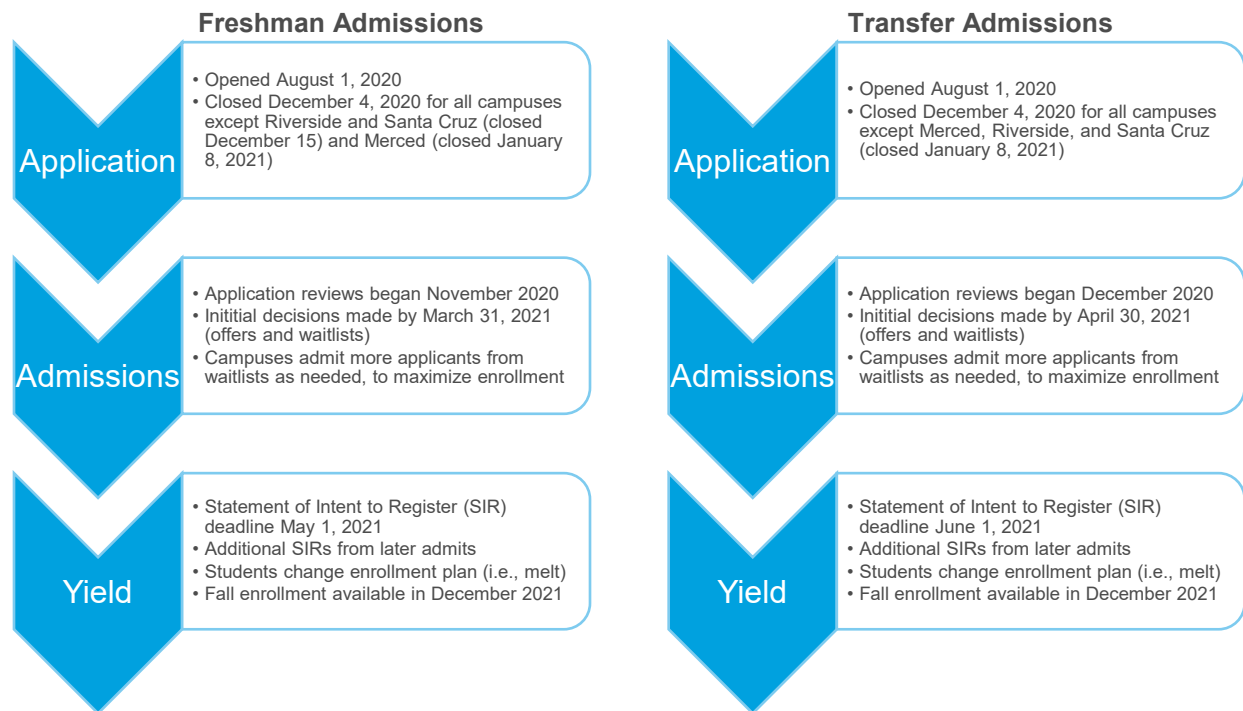 Freshman Admissions
Application
• Opened August 1, 2020
• Closed December 4, 2020 for all campuses
except Riverside and Santa Cruz (closed
December 15) and Merced (closed January
8, 2021)
Admissions
• Application reviews began November 2020
• Inititial decisions made by March 31, 2021
(offers and waitlists)
• Campuses admit more applicants from
waitlists as needed, to maximize enrollment
Yield
• Statement of Intent to Register (SIR)
deadline May 1, 2021
• Additional SIRs from later admits
• Students change enrollment plan (i.e., melt)
• Fall enrollment available in December 2021
Transfer Admissions
Application
• Opened August 1, 2020
• Closed December 4, 2020 for all campuses
except Merced, Riverside, and Santa Cruz
(closed January 8, 2021)
Admissions
• Application reviews began December 2020
• Inititial decisions made by April 30, 2021
(offers and waitlists)
• Campuses admit more applicants from
waitlists as needed, to maximize enrollment
Yield
• Statement of Intent to Register (SIR)
deadline June 1, 2021
• Additional SIRs from later admits
• Students change enrollment plan (i.e., melt)
• Fall enrollment available in December 2021